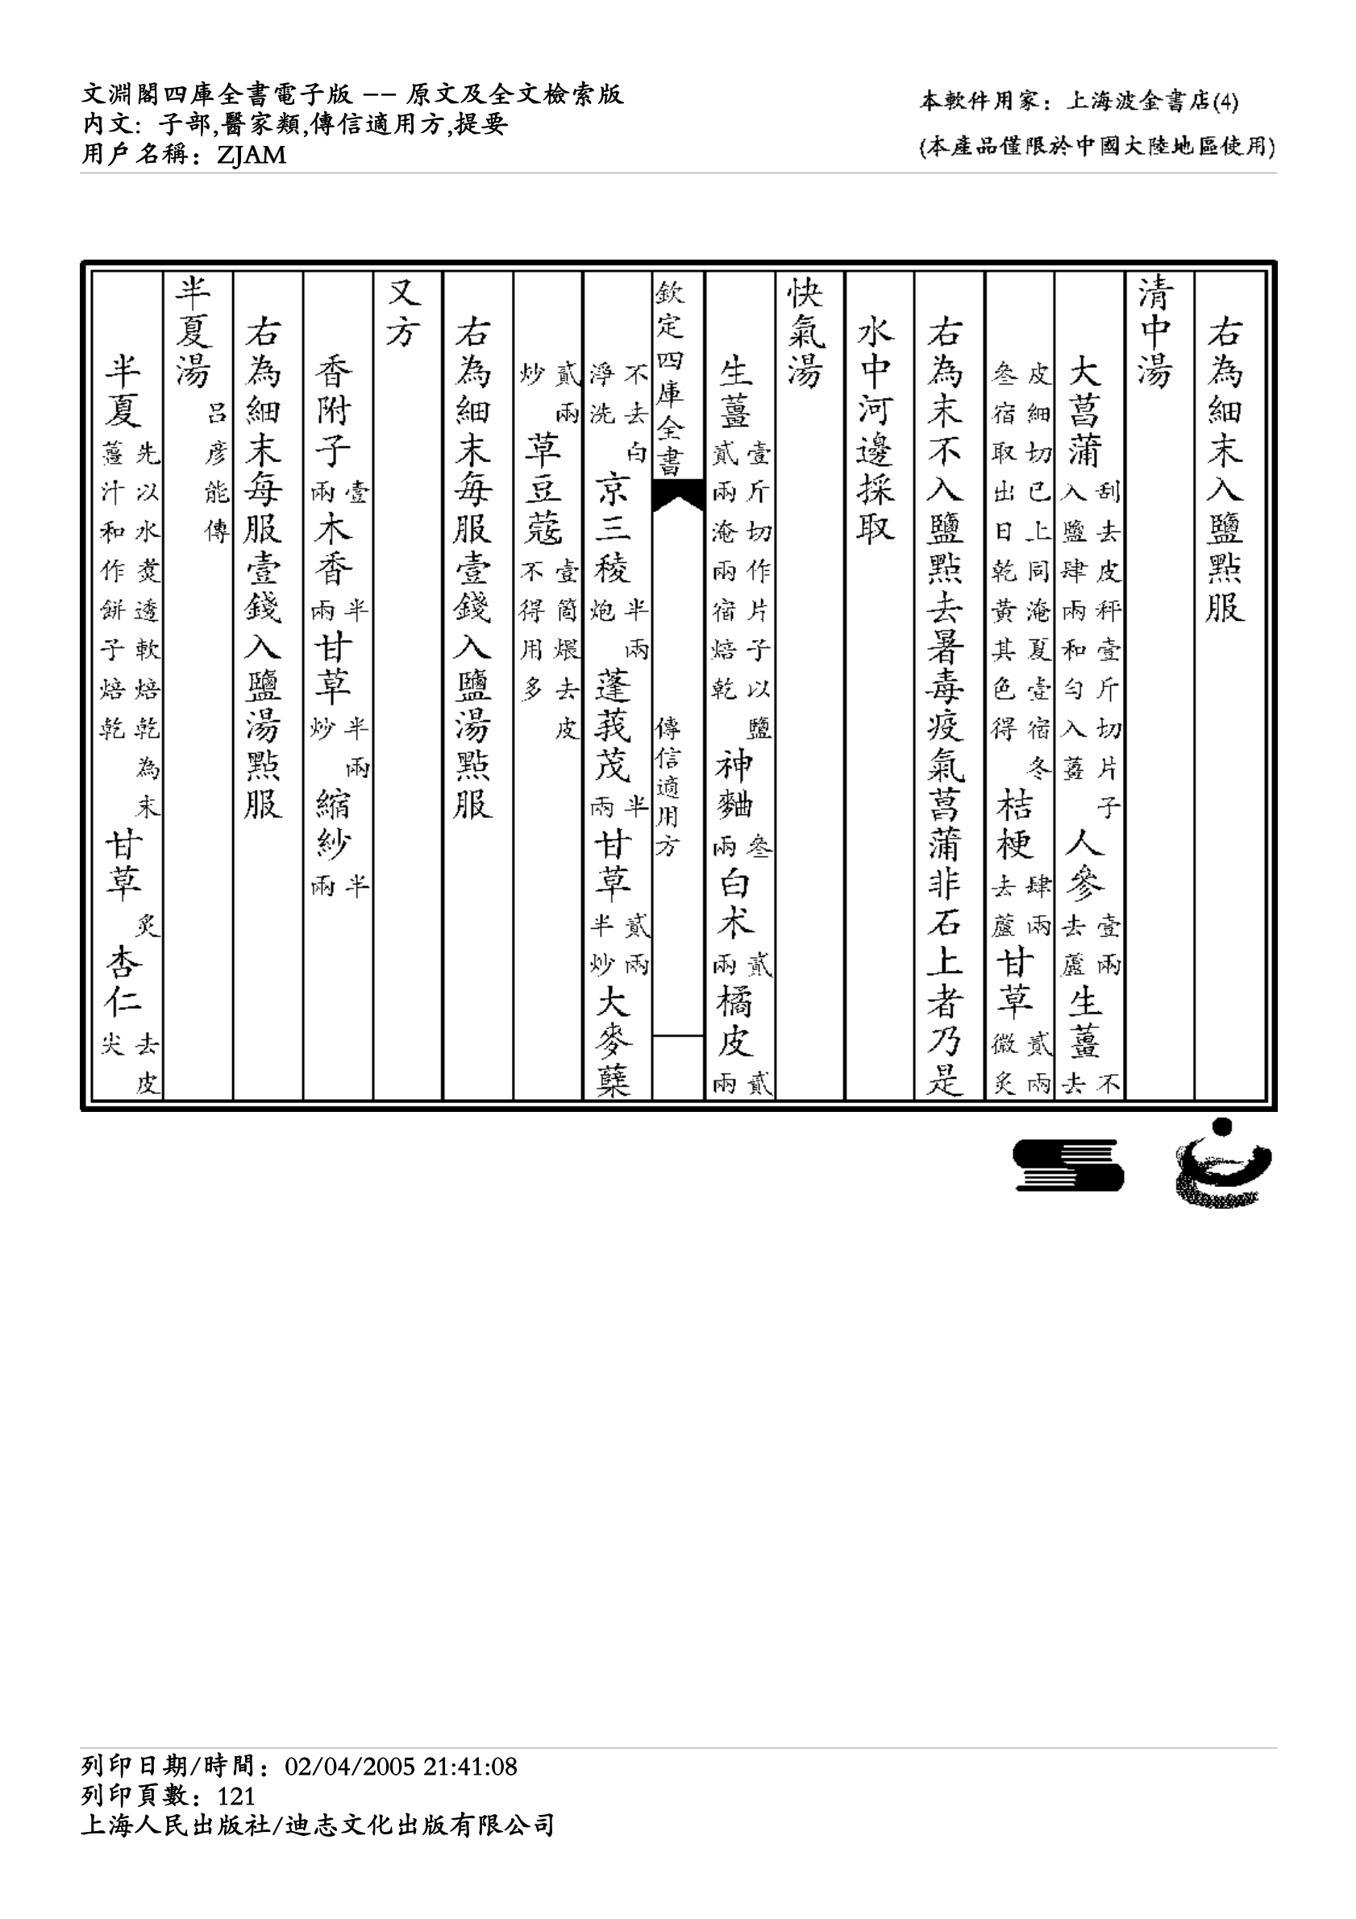 文淵閣四庫全書電子版 -- 原文及全文檢索版
內文: 子部,醫家類,傳信適用方,提要
用戶名稱: ZJAM
本軟件用家: 上海波金書店(4)
(本產品僅限於中國大陸地區使用)
右為細末入鹽點服
清中湯
大菖蒲刮去皮秤壹斤切片子入鹽肆兩和勻入薑人參壹兩去蘆生薑不去
皮細切已上同淹夏壹宿冬叁宿取出日乾黃其色得桔梗肆兩去蘆甘草貳兩微炙
右為末不入鹽點去暑毒疫氣菖蒲非石上者乃是
水中河邊採取
快氣湯
生薑壹斤切作片子以鹽貳兩淹兩宿焙乾神麯叁兩白朮貳兩橘皮貳兩
欽定四庫全書
傳信適用方
不去白淨洗京三稜半兩炮蓬莪茂半兩甘草貳兩半炒大麥糵
貳兩炒草豆蔻壹箇煨去皮不得用多
右為細末每服壹錢入鹽湯點服
又方
香附子壹兩木香半兩甘草半兩炒縮紗半兩
右為細末每服壹錢入鹽湯點服
半夏湯呂彥能傳
半夏先以水煑透軟焙乾為末薑汁和作餅子焙乾甘草炙杏仁去皮尖
列印日期/時間: 02/04/2005 21:41:08
列印頁數: 121
上海人民出版社/迪志文化出版有限公司